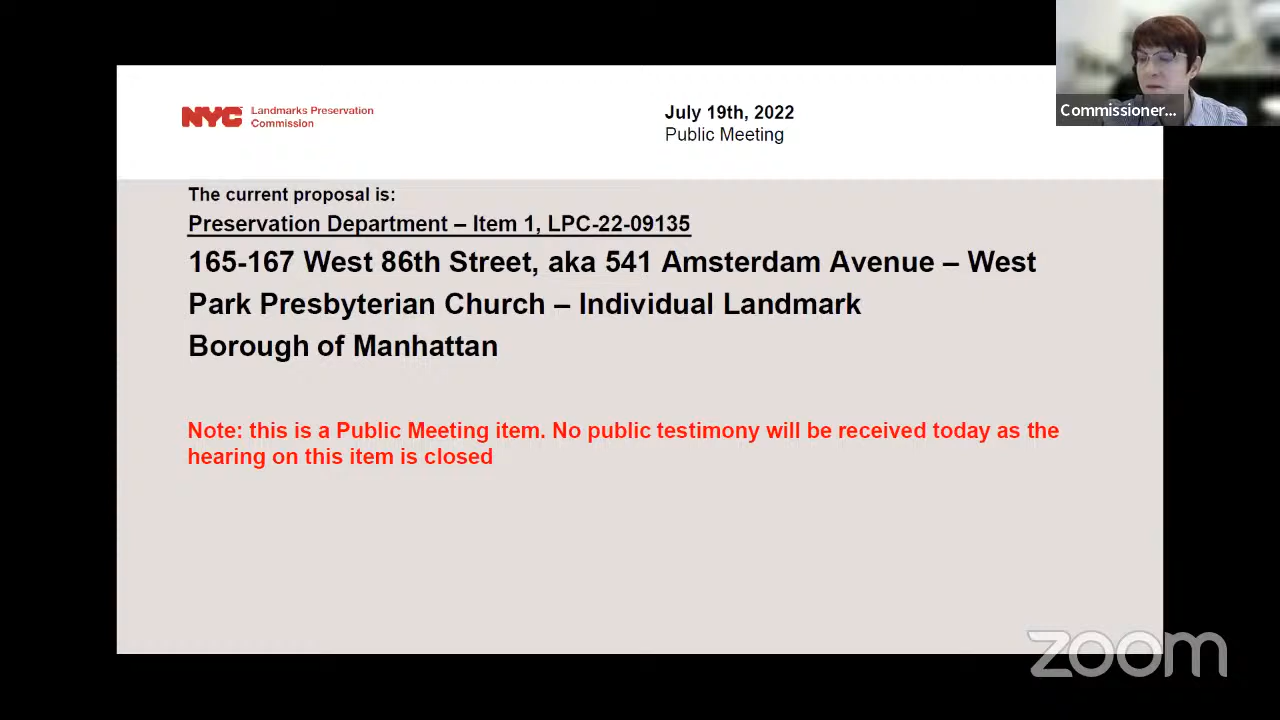 NYC Landmarks Preservation
Commission
July 19th, 2022
Public Meeting
Commissioner...
The current proposal is:
Preservation Department – Item 1, LPC-22-09135
165-167 West 86th Street, aka 541 Amsterdam Avenue – West
Park Presbyterian Church – Individual Landmark
Borough of Manhattan
Note: this is a Public Meeting item. No public testimony will be received today as the
hearing on this item is closed
zoom